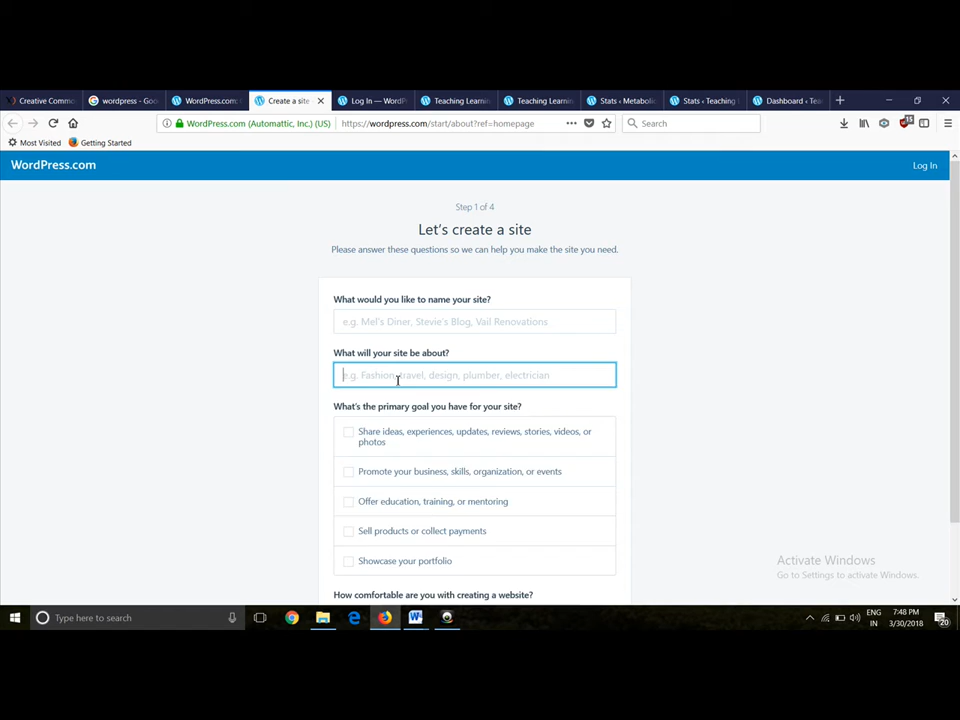 Creative Commo
wordpress - Goo
WordPress.com:
Create a site
Log In — WordPr
Teaching Learnin
Teaching Learnin
Stats ‹ Metabolic
Stats ‹ Teaching
Dashboard ‹ Tea
WordPress.com (Automattic, Inc.) (US)
https://wordpress.com/start/about?ref=homepage
Search
15
Most Visited
Getting Started
WordPress.com
Log In
Step 1 of 4
Let's create a site
Please answer these questions so we can help you make the site you need.
What would you like to name your site?
e.g. Mel's Diner, Stevie's Blog, Vail Renovations
What will your site be about?
e.g. Fashion, travel, design, plumber, electrician
What's the primary goal you have for your site?
Share ideas, experiences, updates, reviews, stories, videos, or
photos
Promote your business, skills, organization, or events
Offer education, training, or mentoring
Sell products or collect payments
Showcase your portfolio
Activate Windows
Go to Settings to activate Windows.
How comfortable are you with creating a website?
Type here to search
ENG
IN
7:48 PM
3/30/2018
20